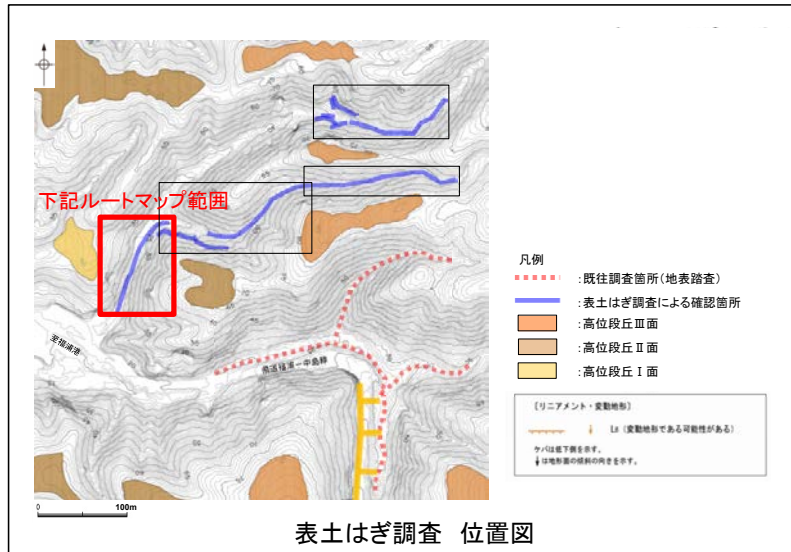 下記ルートマップ範囲
至福浦港
県道福浦ー中島線
0 100m
凡例
:既往調査箇所(地表踏査)
:表土はぎ調査による確認箇所
:高位段丘Ⅲ面
:高位段丘Ⅱ面
:高位段丘Ⅰ面
[リニアメント・変動地形]
(変動地形である可能性がある)
ケバは低下側を示す。
は地形面の傾斜の向きを示す。
表土はぎ調査 位置図